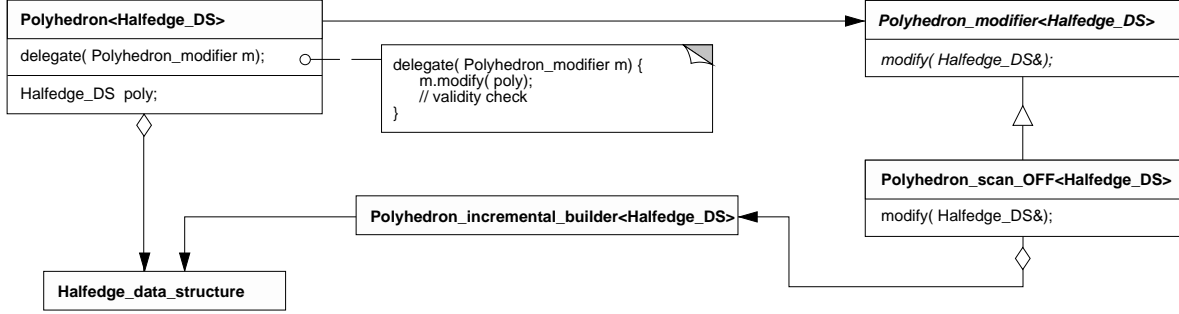 Polyhedron<Halfedge_DS>
delegate( Polyhedron_modifier m);
Halfedge_DS poly;
delegate( Polyhedron_modifier m) {
m.modify( poly);
// validity check
}
Polyhedron_modifier<Halfedge_DS>
modify( Halfedge_DS&);
Polyhedron_scan_OFF<Halfedge_DS>
modify( Halfedge_DS&);
Polyhedron_incremental_builder<Halfedge_DS>
Halfedge_data_structure